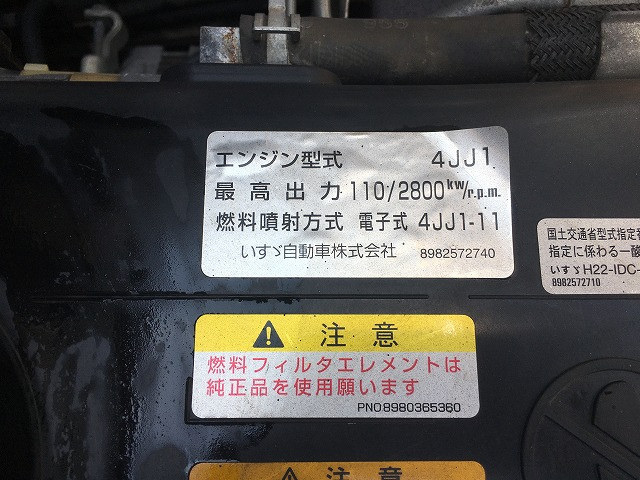 エンジン型式 4JJ1
最高出力 110/2800kw/r.p.m.
燃料噴射方式 電子式 4JJ1-11
いすゞ自動車株式会社 8982572740
国土交通省型式指定
指定に係わる一酸
いすゞH22-IDC-
8982572710
注意
燃料フィルタエレメントは
純正品を使用願います
PNO8980365360
注意